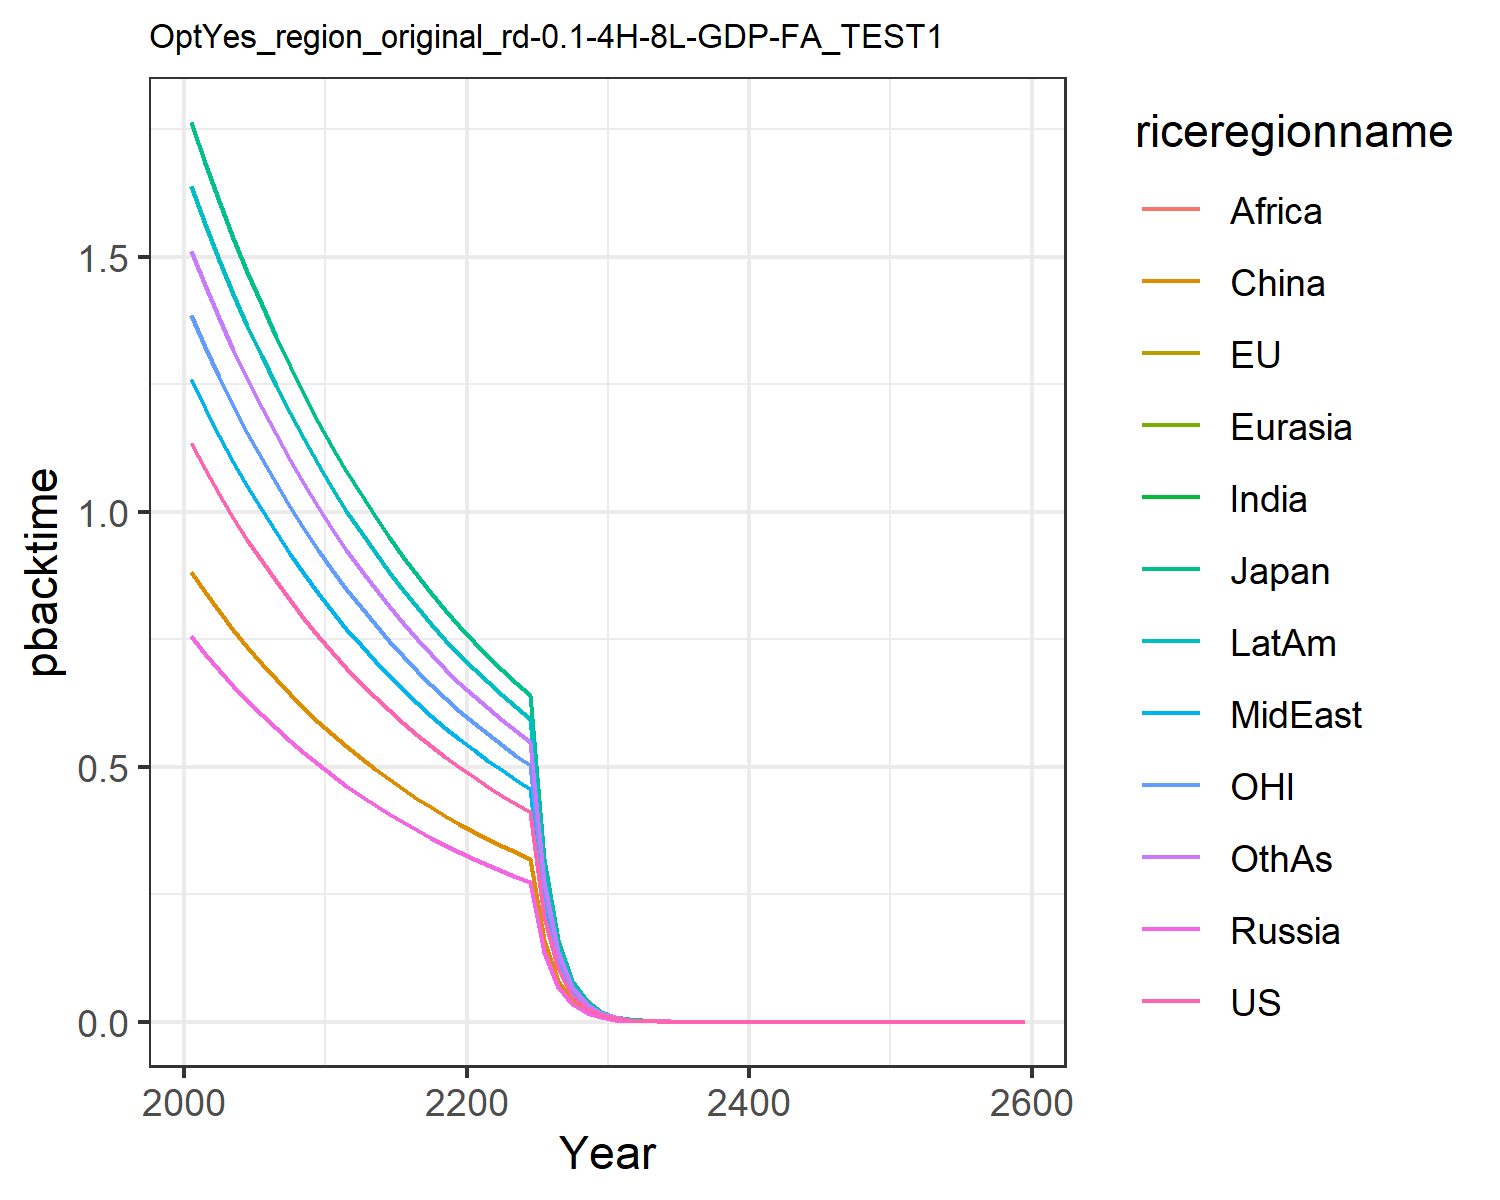 OptYes_region_original_rd-0.1-4H-8L-GDP-FA_TEST1
riceregionname
Africa
China
EU
Eurasia
India
Japan
LatAm
MidEast
OHI
OthAs
Russia
US
pbacktime
1.5
1.0
0.5
0.0
2000 2200 2400 2600
Year